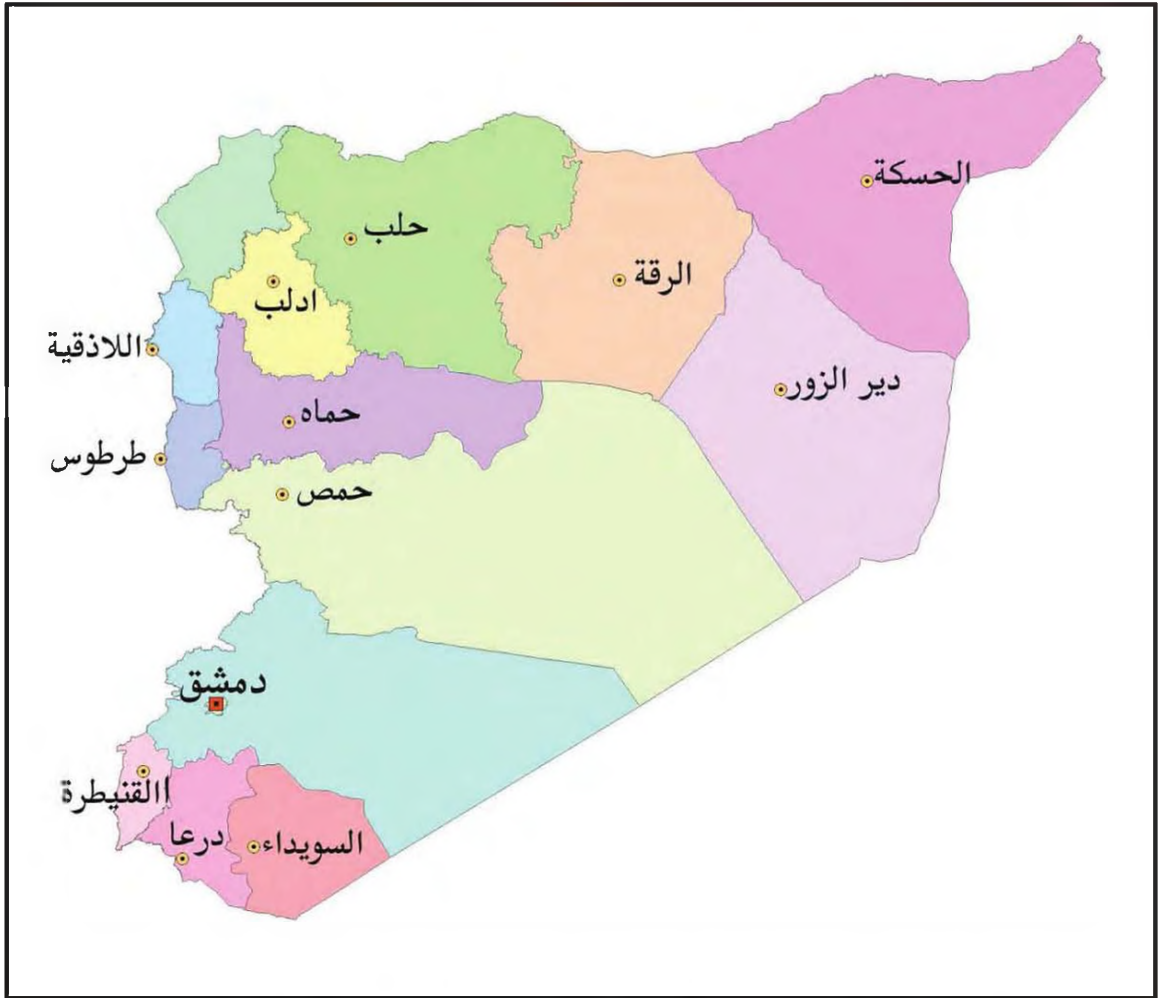 الحسكة
حلب
الرقة
ادلب
اللاذقية
دير الزور
حماه
طرطوس
حمص
دمشق
االقنيطرة
درعا
السويداء